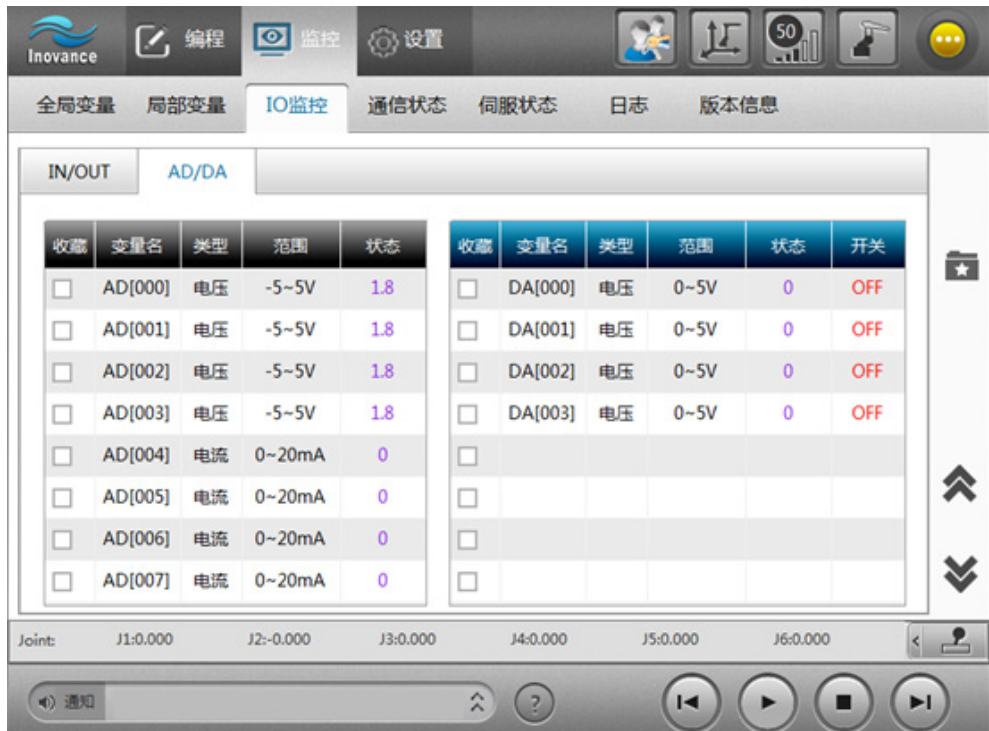 Inovance 编程 监控 设置 50
全局变量 局部变量 IO监控 通信状态 伺服状态 日志 版本信息
IN/OUT AD/DA
收藏 变量名 类型 范围 状态 收藏 变量名 类型 范围 状态 开关
AD[000] 电压 -5~5V 1.8 DA[000] 电压 0~5V 0 OFF
AD[001] 电压 -5~5V 1.8 DA[001] 电压 0~5V 0 OFF
AD[002] 电压 -5~5V 1.8 DA[002] 电压 0~5V 0 OFF
AD[003] 电压 -5~5V 1.8 DA[003] 电压 0~5V 0 OFF
AD[004] 电流 0~20mA 0
AD[005] 电流 0~20mA 0
AD[006] 电流 0~20mA 0
AD[007] 电流 0~20mA 0
Joint: J1:0.000 J2:-0.000 J3:0.000 J4:0.000 J5:0.000 J6:0.000
通知 ?